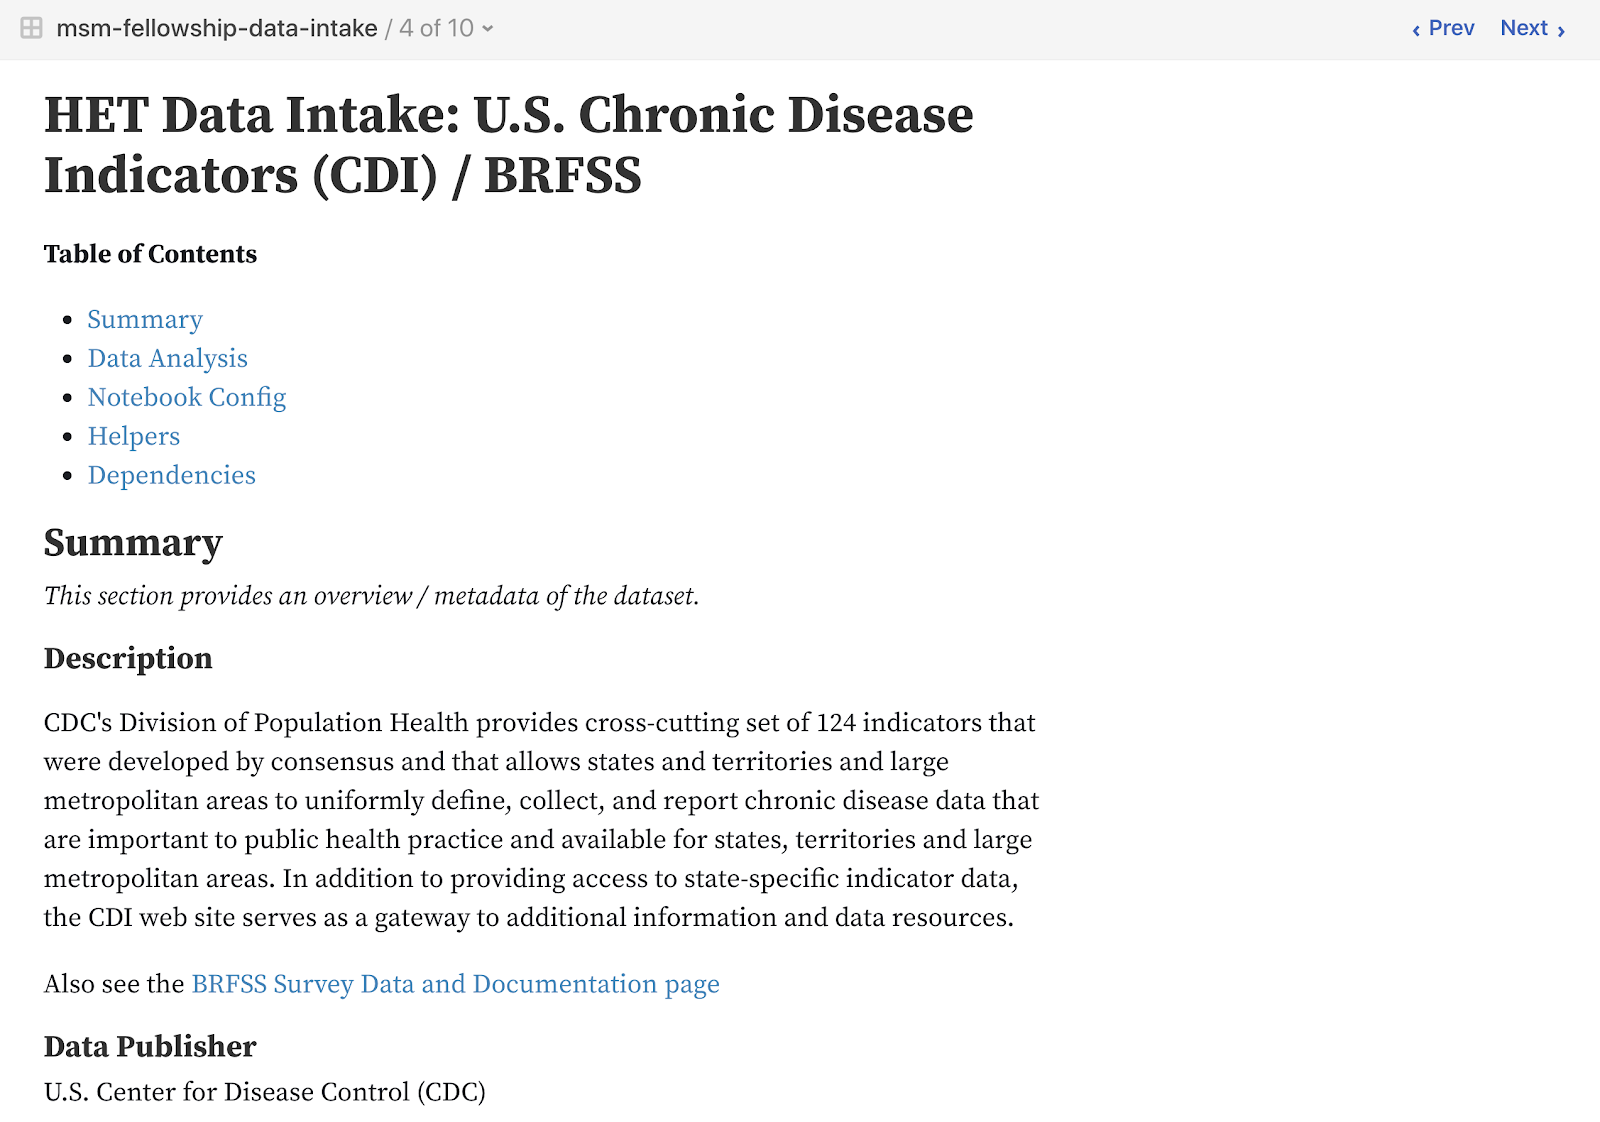 msm-fellowship-data-intake / 4 of 10
‹ Prev Next ›
HET Data Intake: U.S. Chronic Disease
Indicators (CDI) / BRFSS
Table of Contents
• Summary
• Data Analysis
• Notebook Config
• Helpers
• Dependencies
Summary
This section provides an overview / metadata of the dataset.
Description
CDC's Division of Population Health provides cross-cutting set of 124 indicators that
were developed by consensus and that allows states and territories and large
metropolitan areas to uniformly define, collect, and report chronic disease data that
are important to public health practice and available for states, territories and large
metropolitan areas. In addition to providing access to state-specific indicator data,
the CDI web site serves as a gateway to additional information and data resources.
Also see the BRFSS Survey Data and Documentation page
Data Publisher
U.S. Center for Disease Control (CDC)